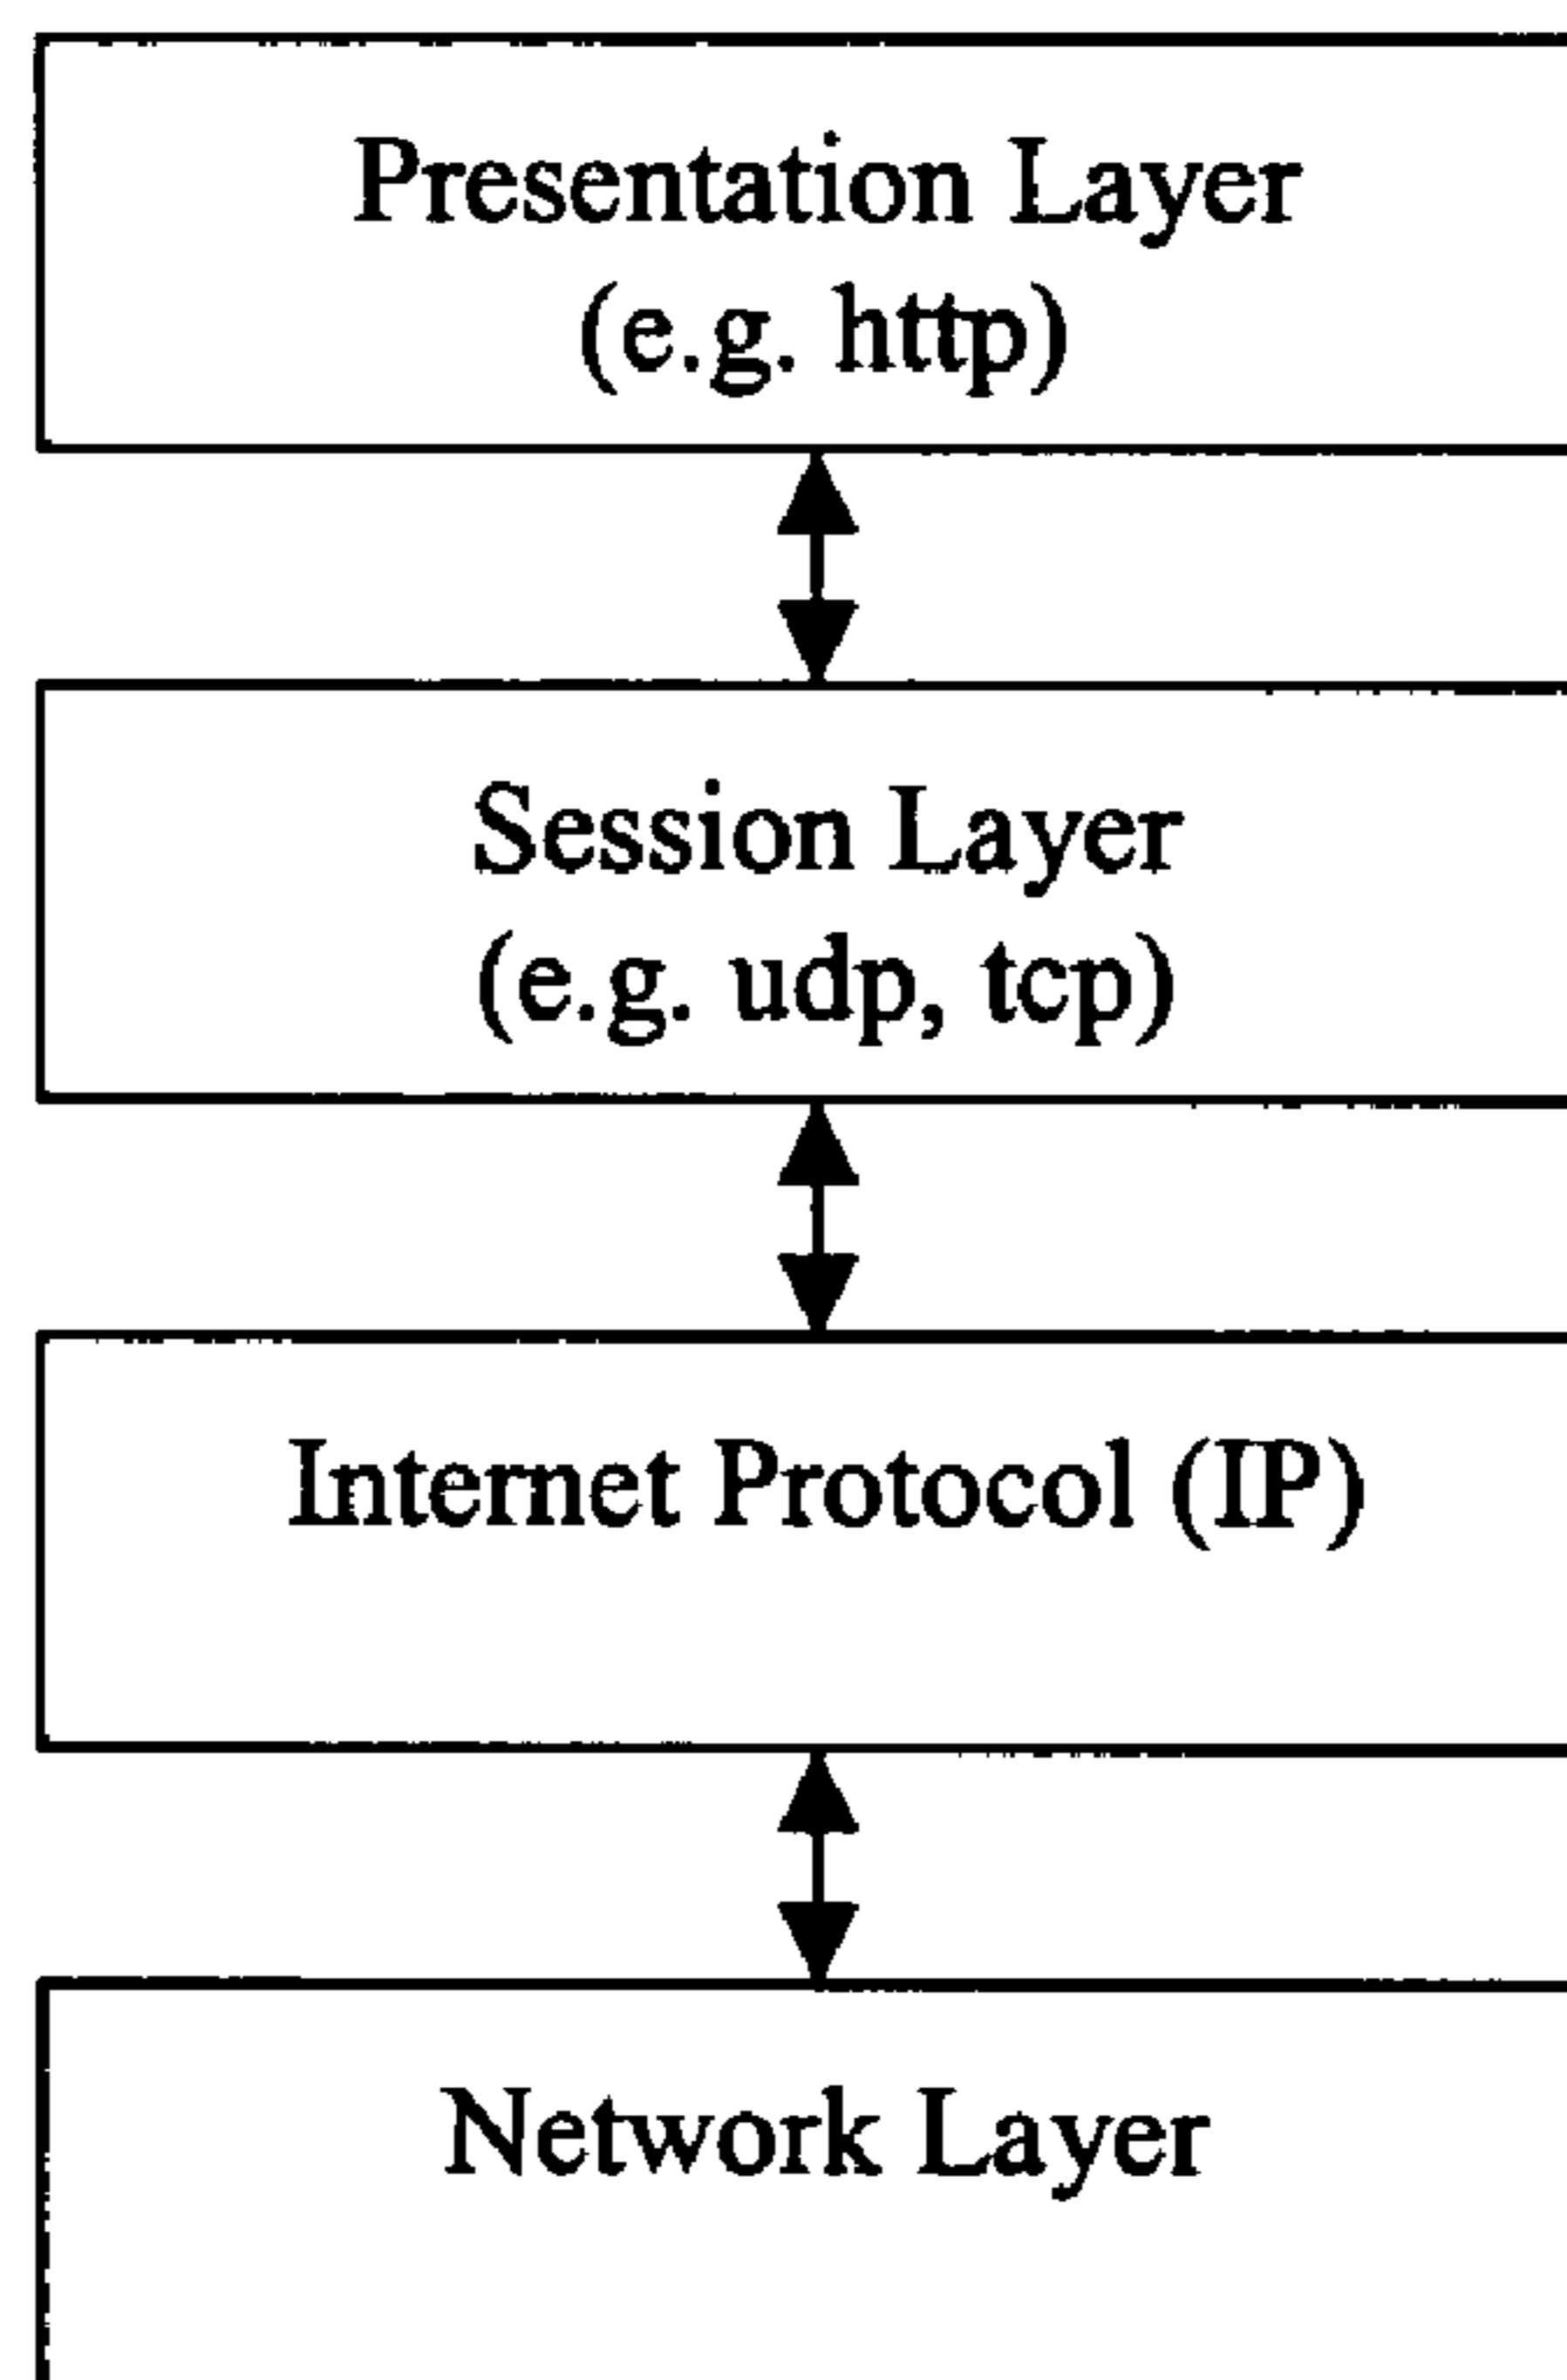 Presentation Layer
(e.g. http)
Session Layer
(e.g. udp, tcp)
Internet Protocol (IP)
Network Layer